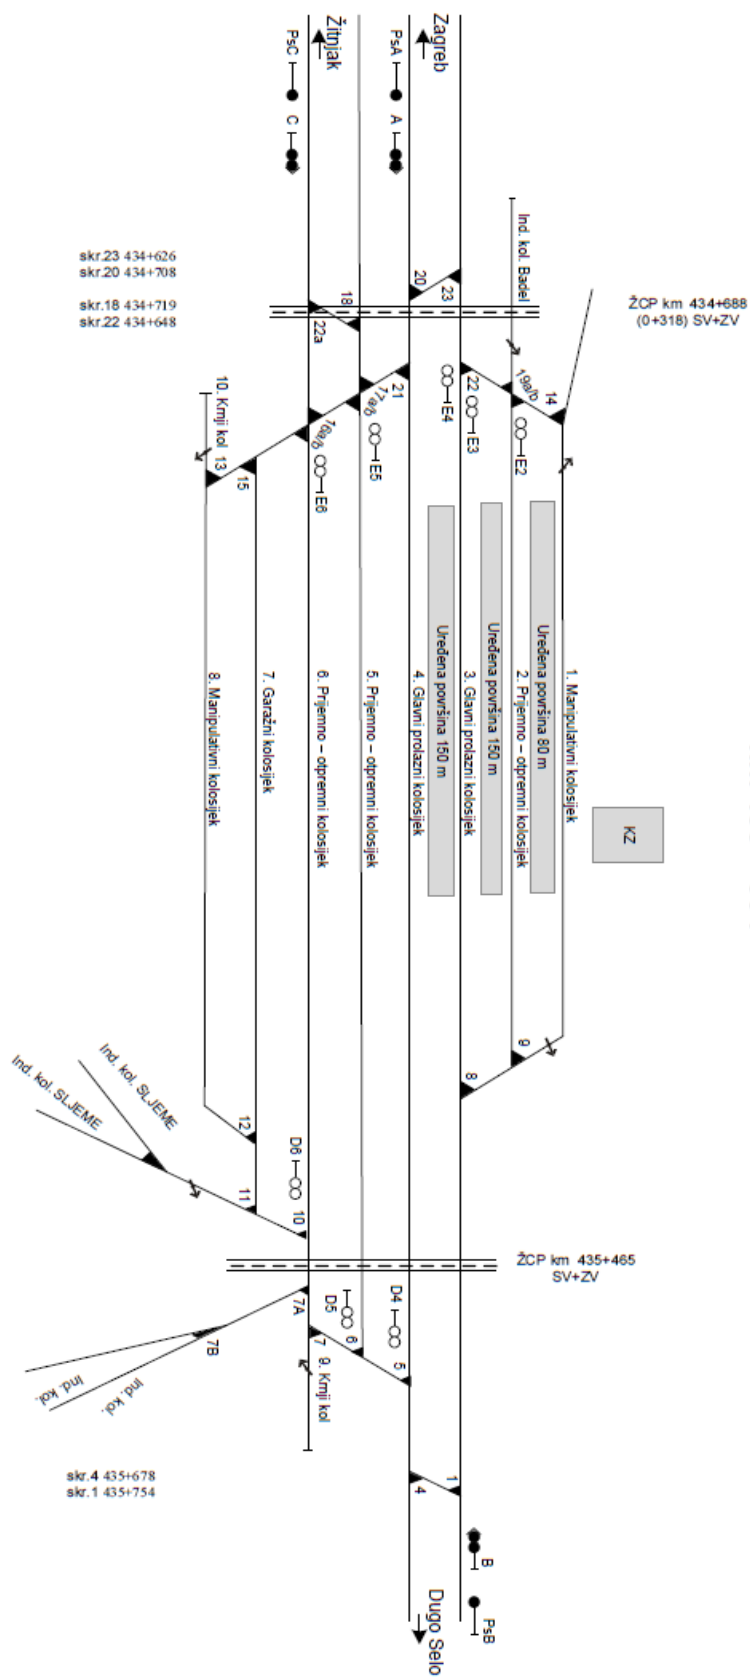 Žitnjak
PsC
C
Zagreb
PsA
A
Ind. kol. Badel
skr.23 434+626
skr.20 434+708
skr.18 434+719
skr.22 434+648
ŽCP km 434+688
(0+318) SV+ZV
20
23
18
22a
21
17a/b
16a/b
22
19a/b
14
E4
E3
E2
E5
E6
10. Krnji kol
13
15
Uređena površina 150 m
Uređena površina 150 m
Uređena površina 80 m
1. Manipulativni kolosijek
2. Prijemno – otpremni kolosijek
3. Glavni prolazni kolosijek
4. Glavni prolazni kolosijek
5. Prijemno – otpremni kolosijek
6. Prijemno – otpremni kolosijek
7. Garažni kolosijek
8. Manipulativni kolosijek
KZ
9
8
Ind. kol. SLJEME
Ind. kol. SLJEME
12
11
10
D6
ŽCP km 435+465
SV+ZV
D4
D5
7A
7B
7
6
5
9. Krnji kol
Ind. kol.
Ind. kol.
skr.4 435+678
skr.1 435+754
1
4
B
PsB
Dugo Selo